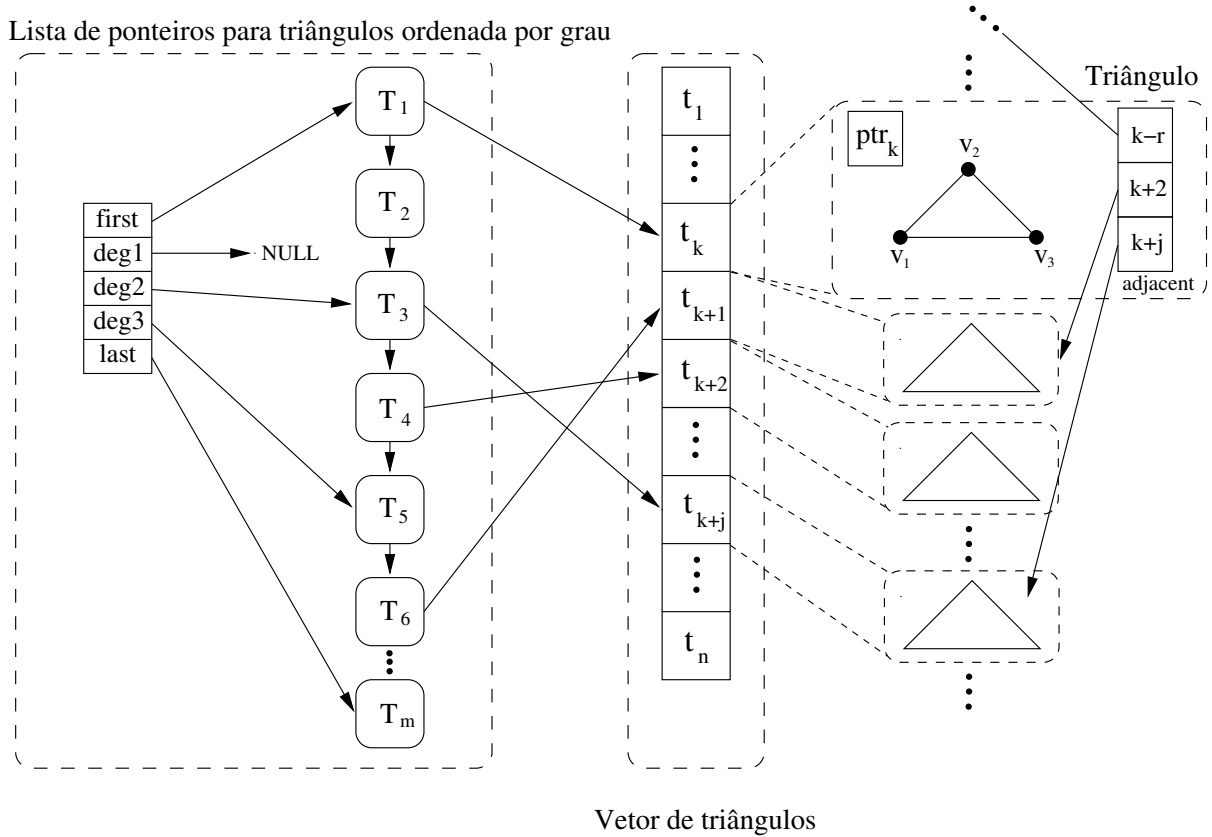 Lista de ponteiros para triângulos ordenada por grau
first
deg1
deg2
deg3
last
NULL
T1
T2
T3
T4
T5
T6
Tm
t1
tk
tk+1
tk+2
tk+j
tn
Vetor de triângulos
Triângulo
ptrk
v2
v1
v3
k−r
k+2
k+j
adjacent